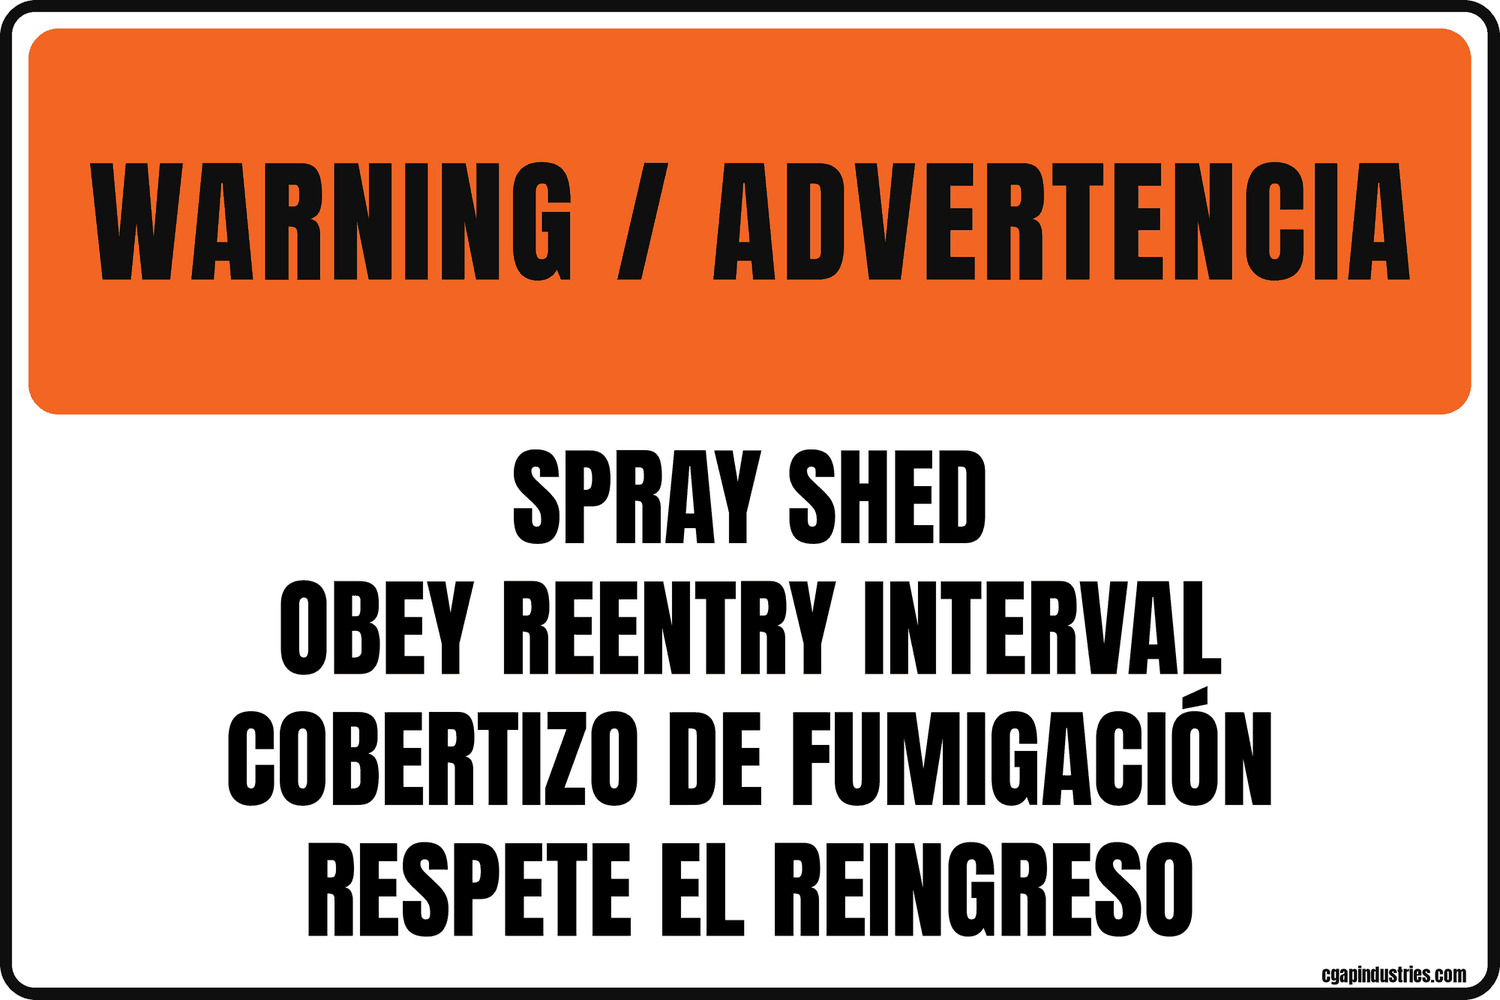 WARNING / ADVERTENCIA
SPRAY SHED
OBEY REENTRY INTERVAL
COBERTIZO DE FUMIGACIÓN
RESPETE EL REINGRESO
cgapindustries.com